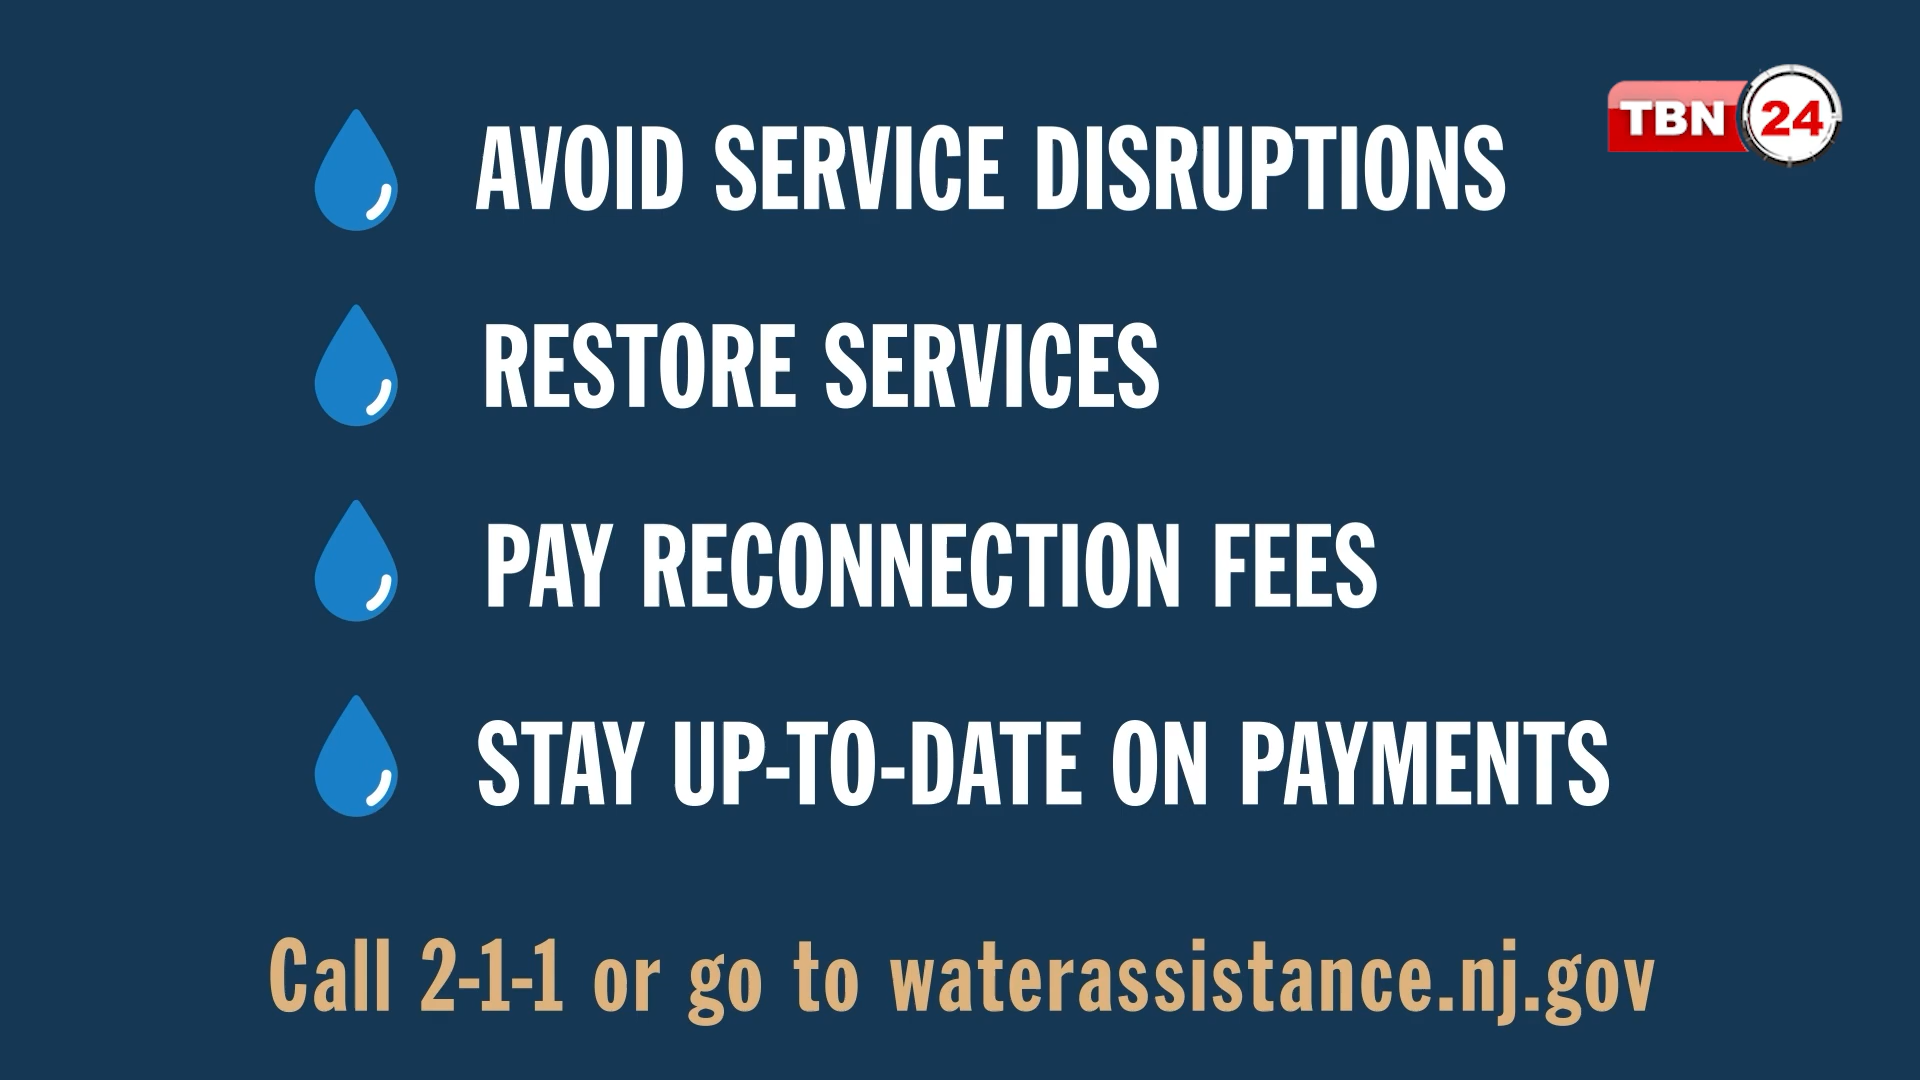 TBN 24
AVOID SERVICE DISRUPTIONS
RESTORE SERVICES
PAY RECONNECTION FEES
STAY UP-TO-DATE ON PAYMENTS
Call 2-1-1 or go to waterassistance.nj.gov